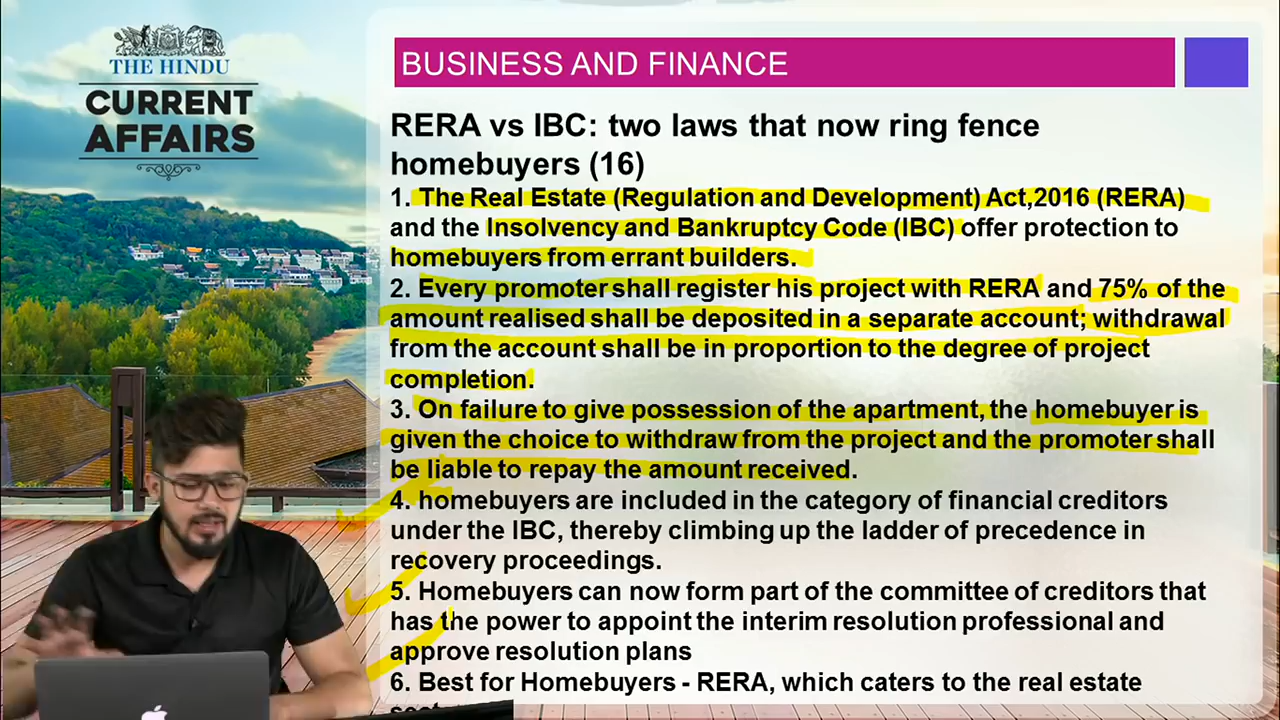 THE HINDU
CURRENT
AFFAIRS
BUSINESS AND FINANCE
RERA vs IBC: two laws that now ring fence
homebuyers (16)
1. The Real Estate (Regulation and Development) Act,2016 (RERA)
and the Insolvency and Bankruptcy Code (IBC) offer protection to
homebuyers from errant builders.
2. Every promoter shall register his project with RERA and 75% of the
amount realised shall be deposited in a separate account; withdrawal
from the account shall be in proportion to the degree of project
completion.
3. On failure to give possession of the apartment, the homebuyer is
given the choice to withdraw from the project and the promoter shall
be liable to repay the amount received.
4. homebuyers are included in the category of financial creditors
under the IBC, thereby climbing up the ladder of precedence in
recovery proceedings.
5. Homebuyers can now form part of the committee of creditors that
has the power to appoint the interim resolution professional and
approve resolution plans
6. Best for Homebuyers - RERA, which caters to the real estate